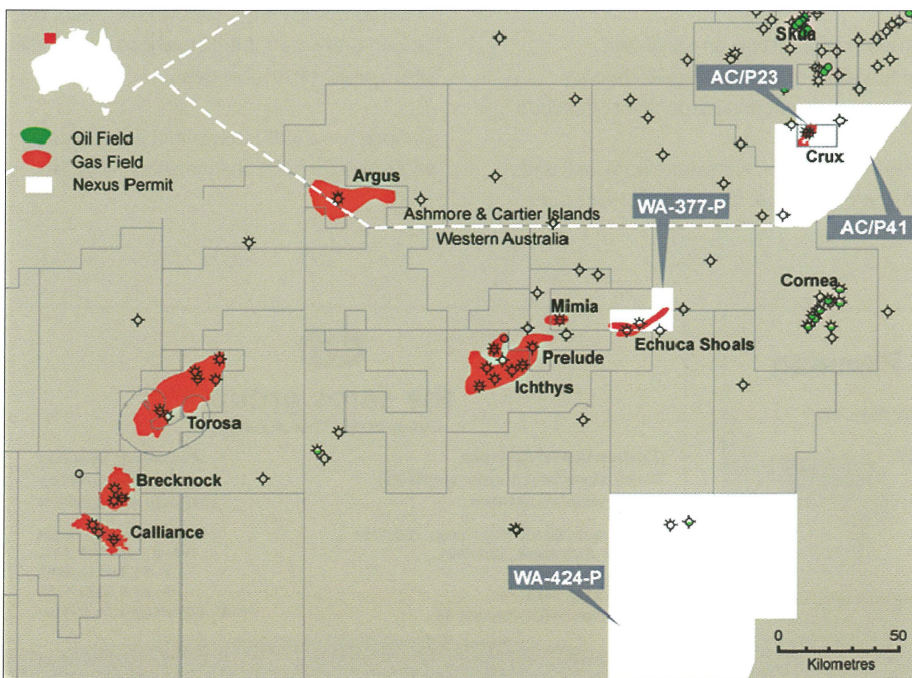 Skua
AC/P23
Oil Field
Gas Field
Nexus Permit
Crux
Argus
WA-377-P
Ashmore & Cartier Islands
Western Australia
AC/P41
Cornea
Mimia
Echuca Shoals
Prelude
Ichthys
Torosa
Brecknock
Calliance
WA-424-P
0 50
Kilometres